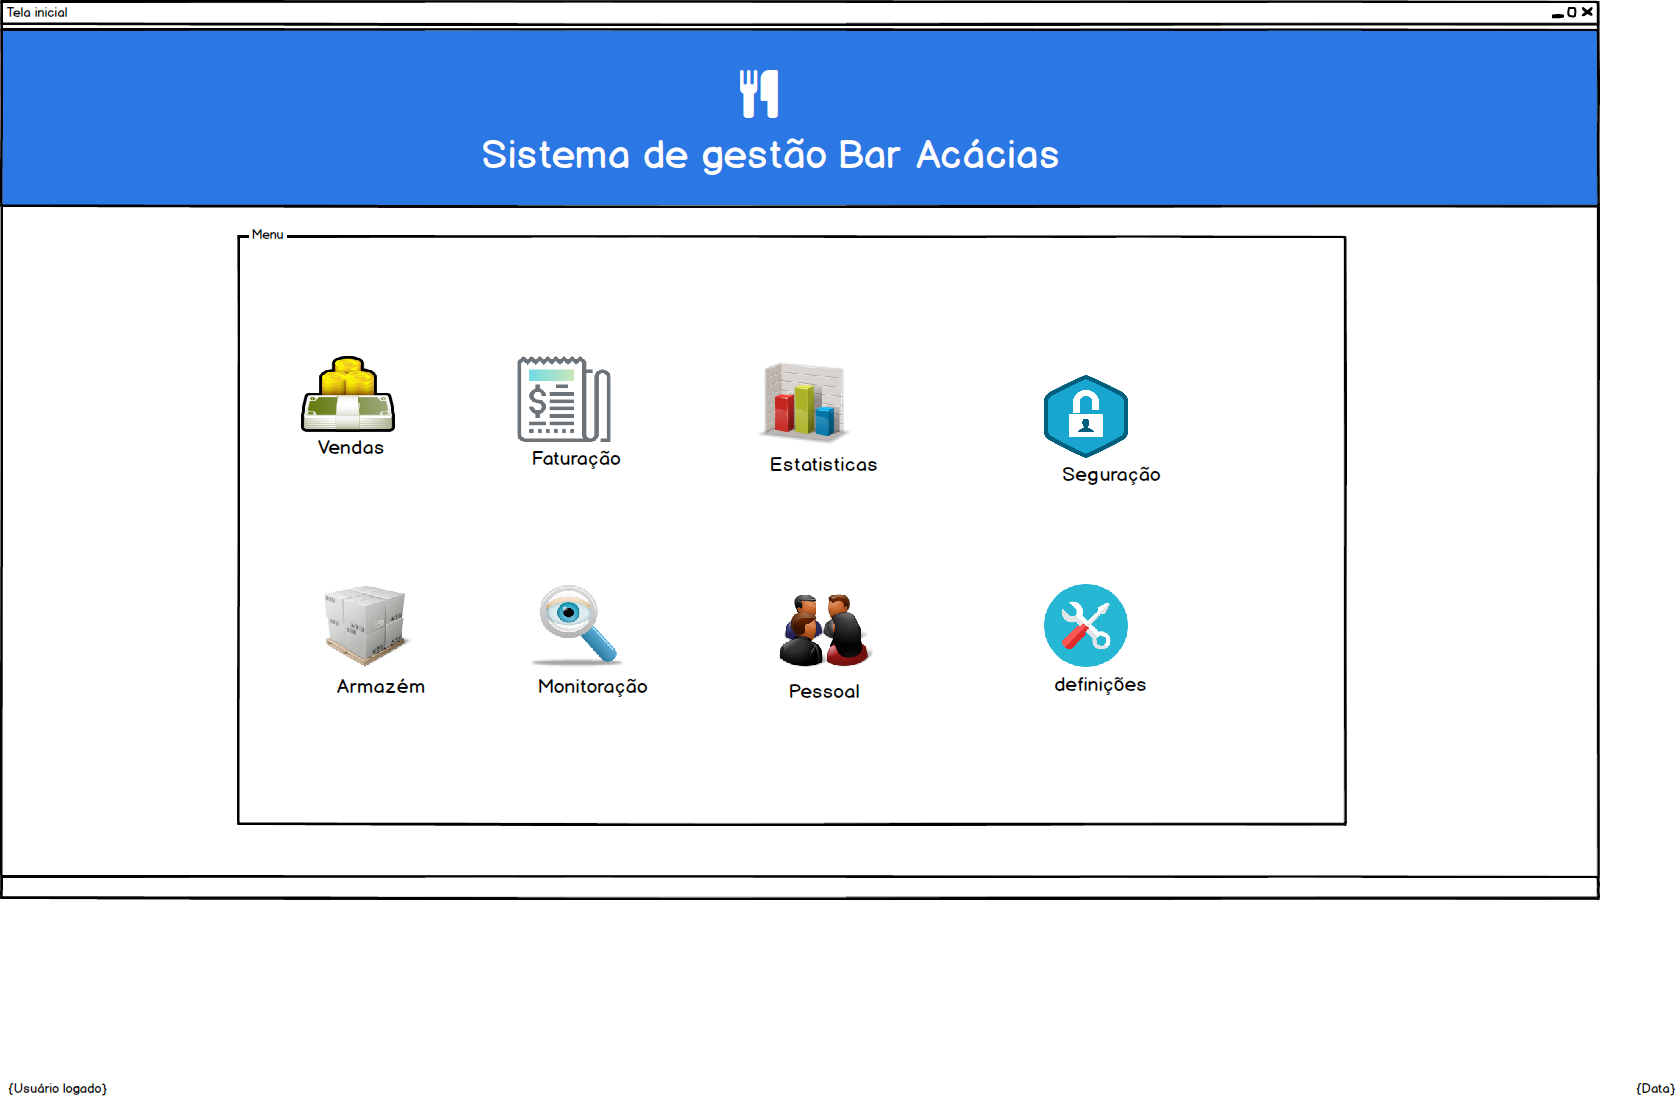 Tela inicial
Sistema de gestão Bar Acácias
Menu
Vendas
Faturação
Estatisticas
Seguração
Armazém
Monitoração
Pessoal
definições
{Usuário logado}
{Data}